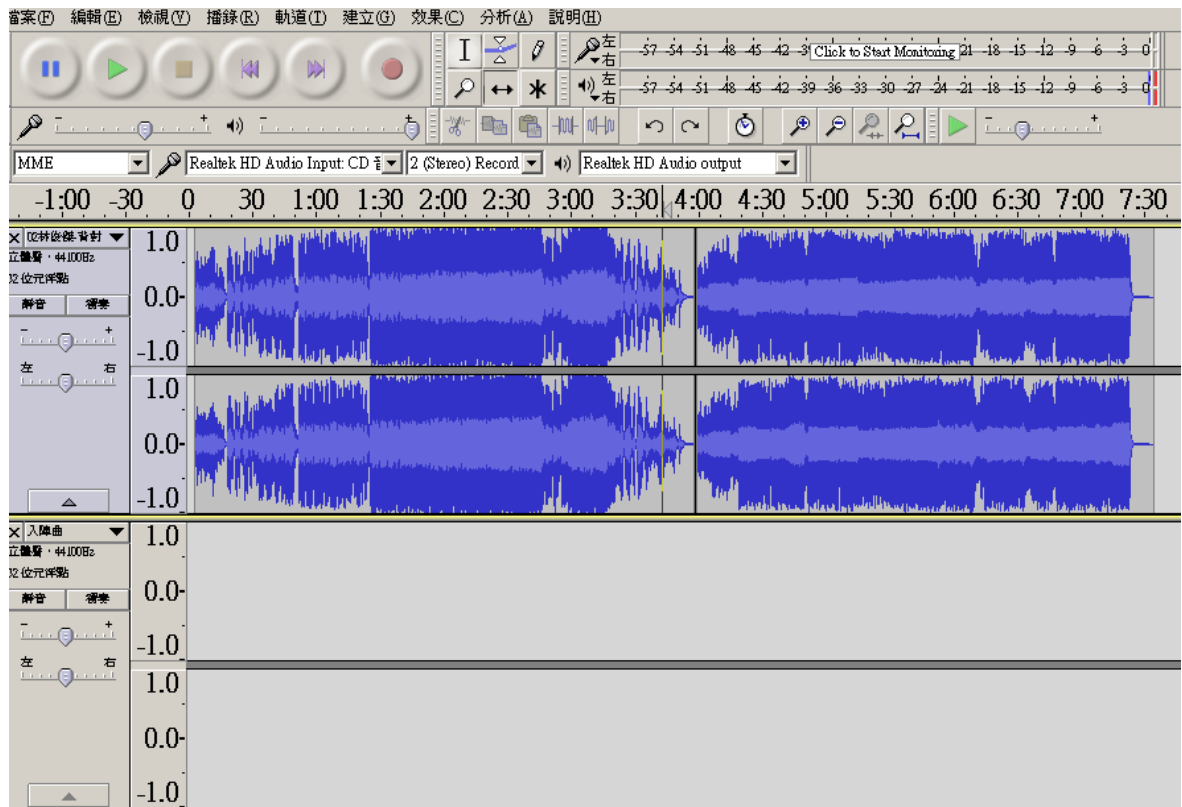 檔案(F) 編輯(E) 檢視(V) 播錄(R) 軌道(T) 建立(G) 效果(C) 分析(A) 說明(H)
左 右 -57 -54 -51 -48 -45 -42 -3 Click to Start Monitoring 21 -18 -15 -12 -9 -6 -3 0
左 右 -57 -54 -51 -48 -45 -42 -39 -36 -33 -30 -27 -24 -21 -18 -15 -12 -9 -6 -3 0
MME Realtek HD Audio Input: CD 2 (Stereo) Record Realtek HD Audio output
-1:00 -30 0 30 1:00 1:30 2:00 2:30 3:00 3:30 4:00 4:30 5:00 5:30 6:00 6:30 7:00 7:30
02林俊傑-背對
立體聲，44100Hz
32 位元浮點
靜音 獨奏
- +
左 右
1.0
0.0-
-1.0
1.0
0.0-
-1.0
入陣曲
立體聲，44100Hz
32 位元浮點
靜音 獨奏
- +
左 右
1.0
0.0-
-1.0
1.0
0.0-
-1.0